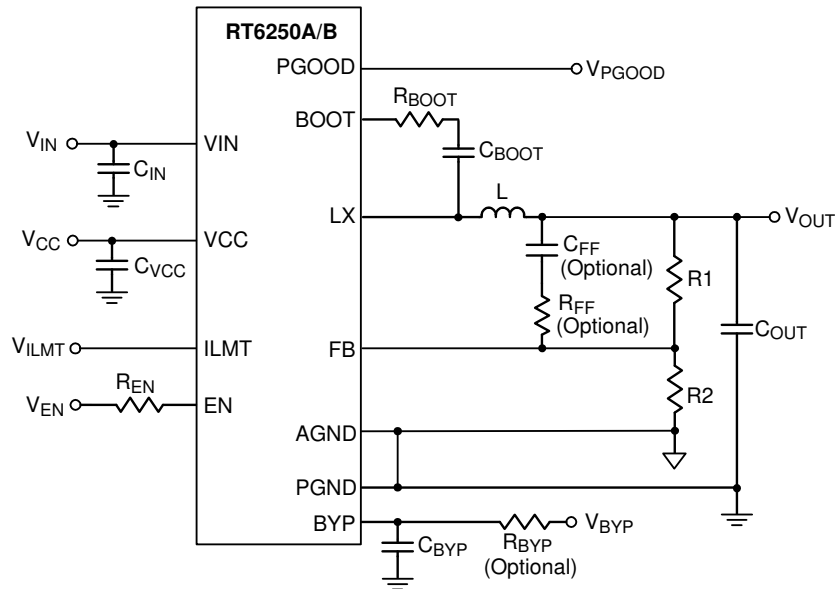 RT6250A/B
PGOOD
VPGOOD
RBOOT
BOOT
CBOOT
VIN
VIN
CIN
L
LX
VOUT
VCC
VCC
CVCC
CFF
(Optional)
R1
RFF
(Optional)
COUT
VILMT
ILMT
FB
REN
VEN
EN
R2
AGND
PGND
BYP
VBYP
CBYP
RBYP
(Optional)